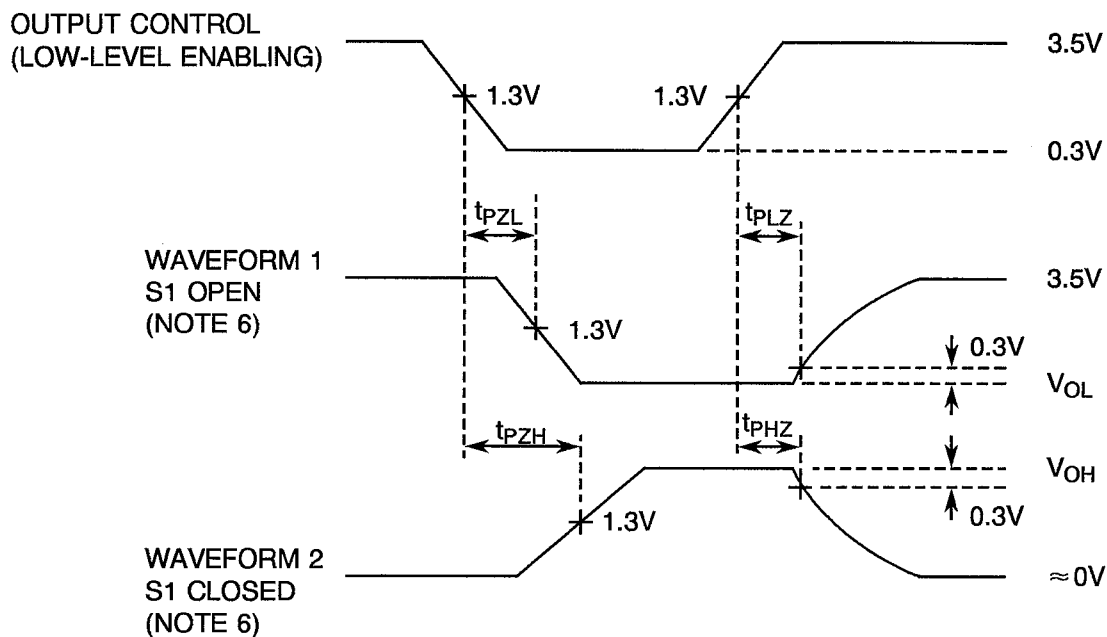 OUTPUT CONTROL
(LOW-LEVEL ENABLING)
3.5V
1.3V
1.3V
0.3V
tPZL
tPLZ
WAVEFORM 1
S1 OPEN
(NOTE 6)
3.5V
1.3V
0.3V
VOL
tPZH
tPHZ
VOH
1.3V
0.3V
WAVEFORM 2
S1 CLOSED
(NOTE 6)
≈0V